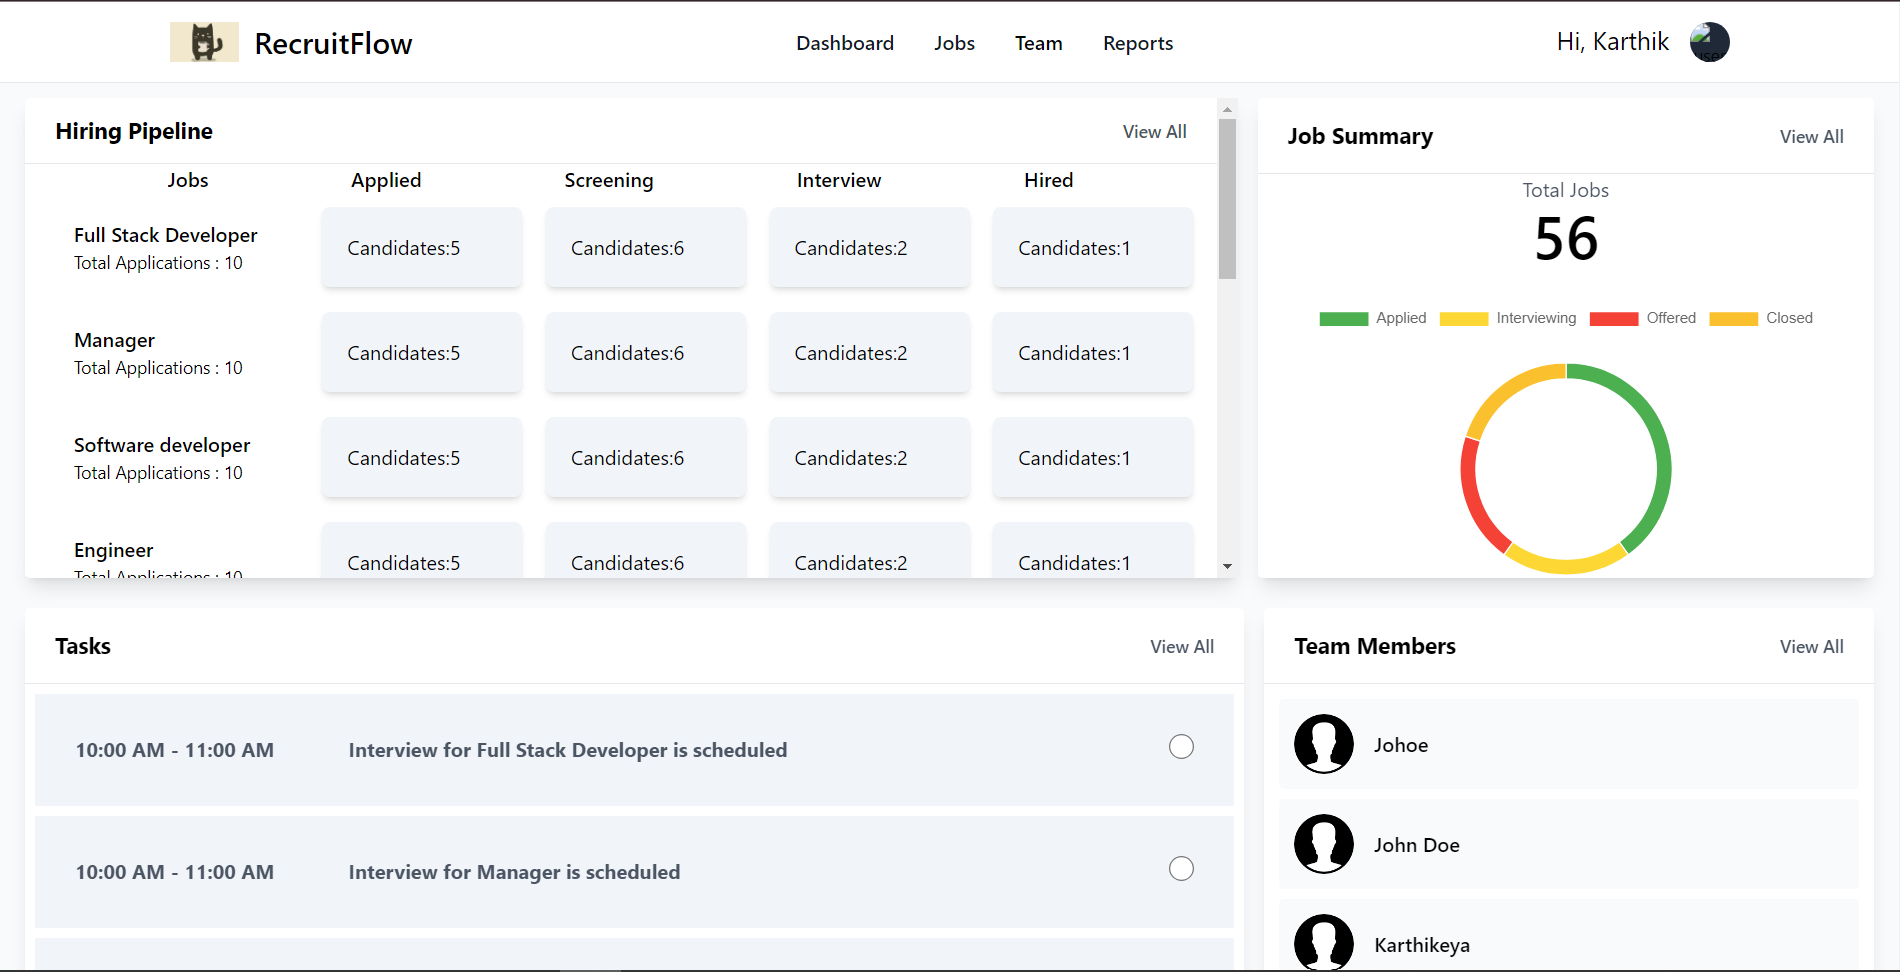 RecruitFlow
Dashboard Jobs Team Reports
Hi, Karthik
user
Hiring Pipeline View All
Jobs Applied Screening Interview Hired
Full Stack Developer
Total Applications : 10
Candidates:5 Candidates:6 Candidates:2 Candidates:1
Manager
Total Applications : 10
Candidates:5 Candidates:6 Candidates:2 Candidates:1
Software developer
Total Applications : 10
Candidates:5 Candidates:6 Candidates:2 Candidates:1
Engineer
Total Applications : 10
Candidates:5 Candidates:6 Candidates:2 Candidates:1
Job Summary View All
Total Jobs
56
Applied Interviewing Offered Closed
Tasks View All
10:00 AM - 11:00 AM Interview for Full Stack Developer is scheduled
10:00 AM - 11:00 AM Interview for Manager is scheduled
Team Members View All
Johoe
John Doe
Karthikeya